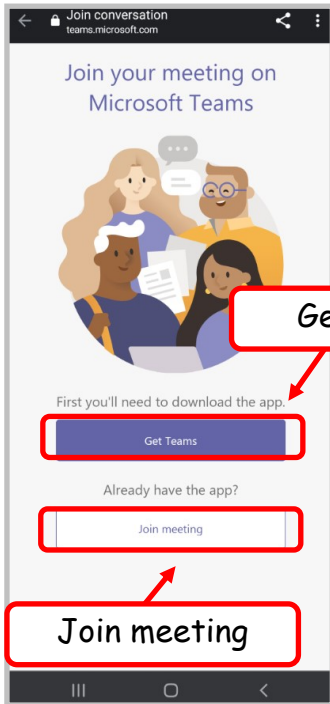 Join conversation
teams.microsoft.com
Join your meeting on
Microsoft Teams
First you'll need to download the app.
Get Teams
Already have the app?
Join meeting
Join meeting